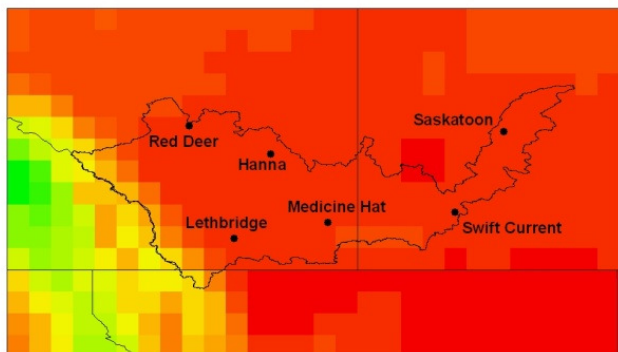 Saskatoon
Red Deer
Hanna
Medicine Hat
Lethbridge
Swift Current